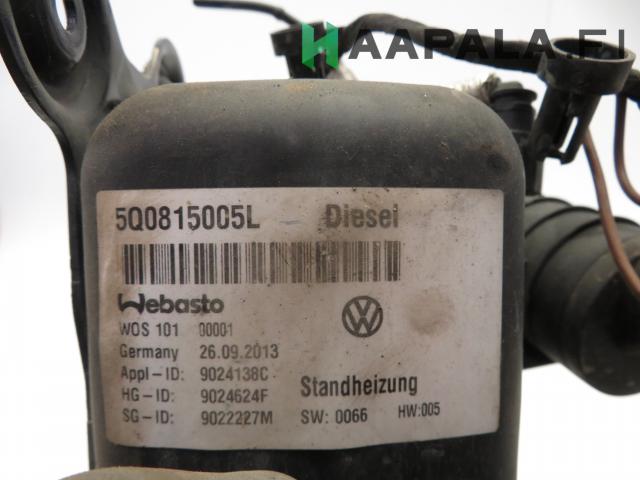 HAAPALA.FI
5Q0815005L Diesel
Webasto
WOS 101 00001
Germany 26.09.2013
Appl-ID: 9024138C
HG-ID: 9024624F Standheizung
SG-ID: 9022227M SW: 0066 HW:005